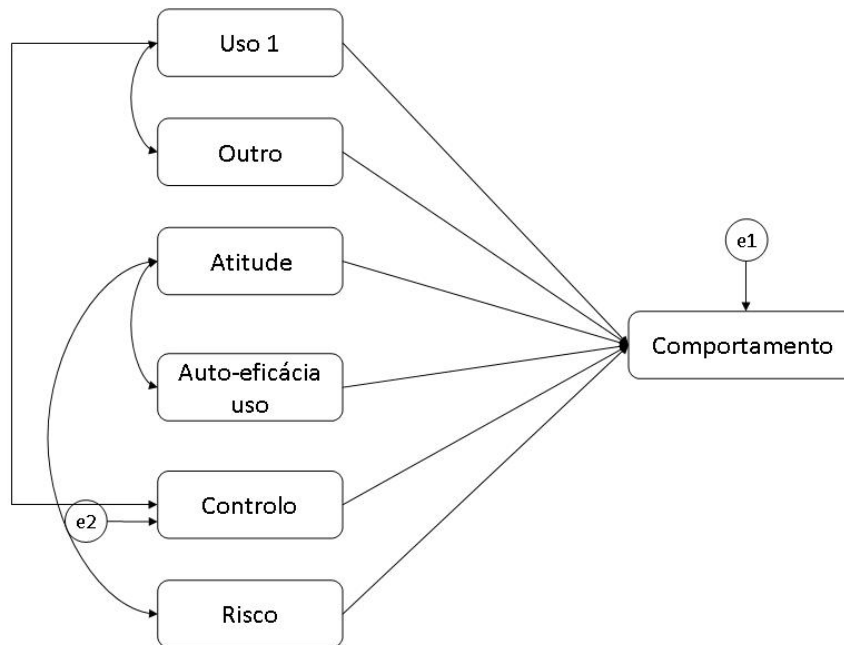 Uso 1
Outro
Atitude
e1
Comportamento
Auto-eficácia
uso
Controlo
e2
Risco